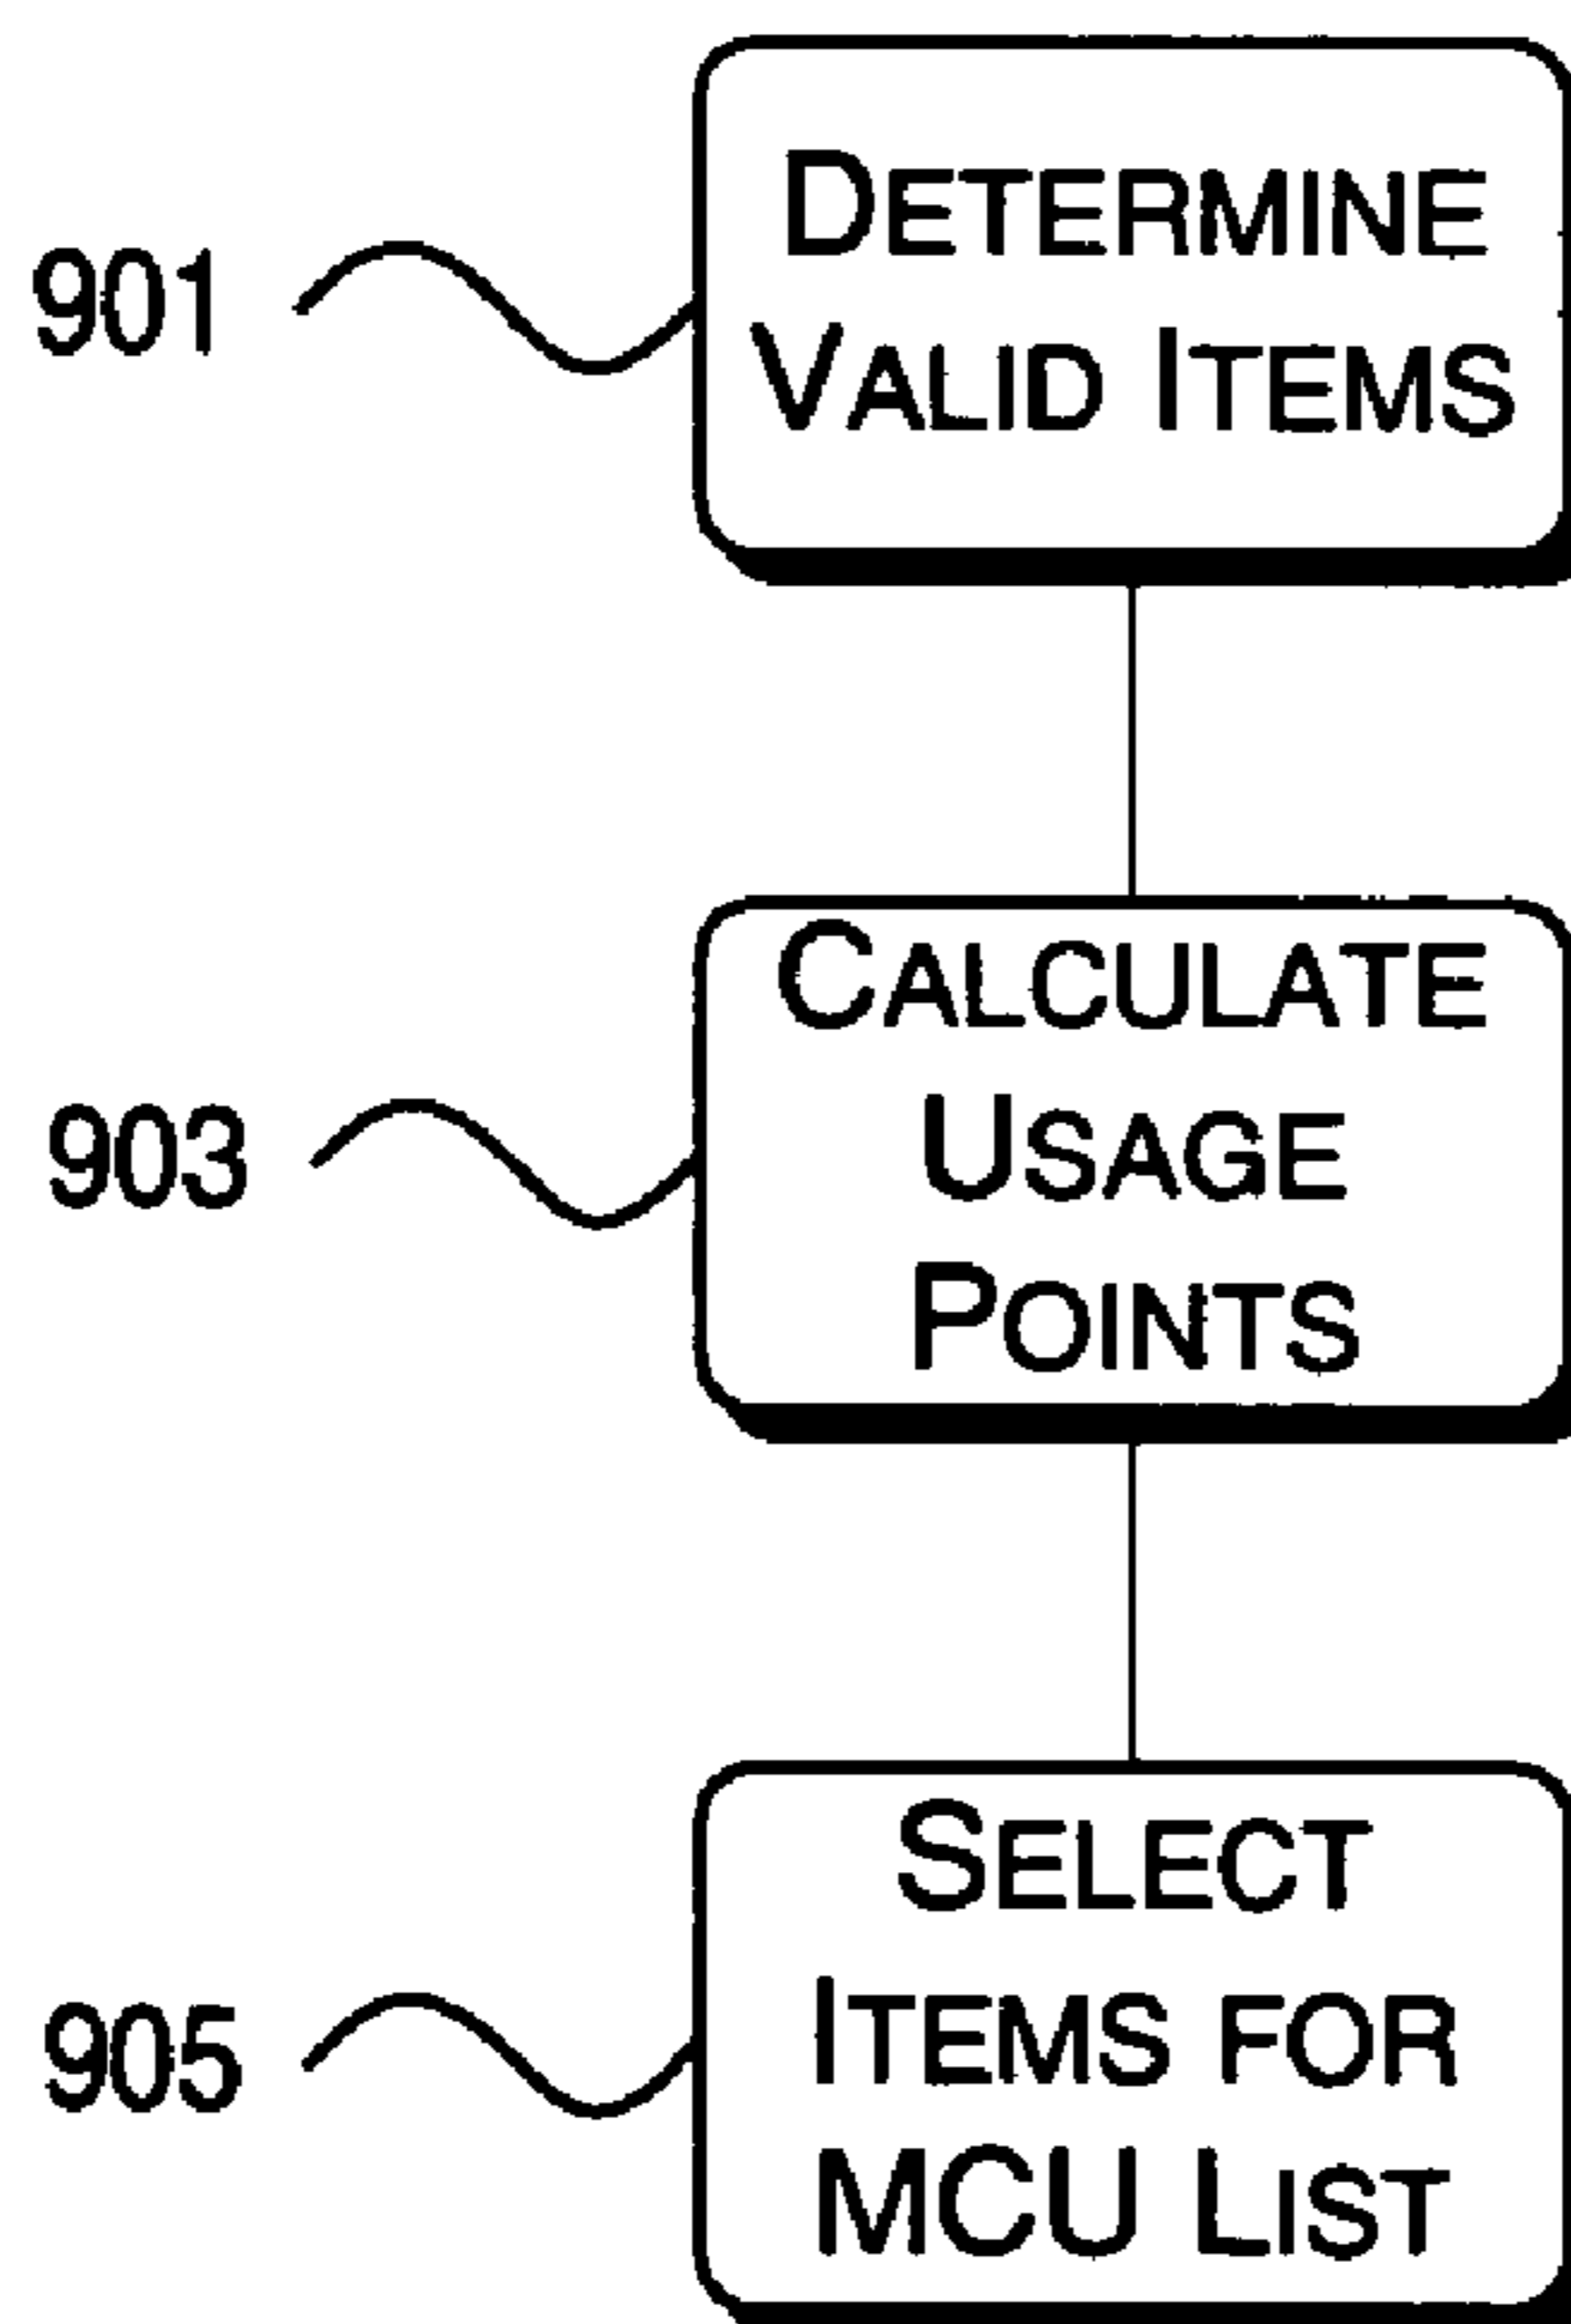 901
DETERMINE
VALID ITEMS
903
CALCULATE
USAGE
POINTS
905
SELECT
ITEMS FOR
MCU LIST